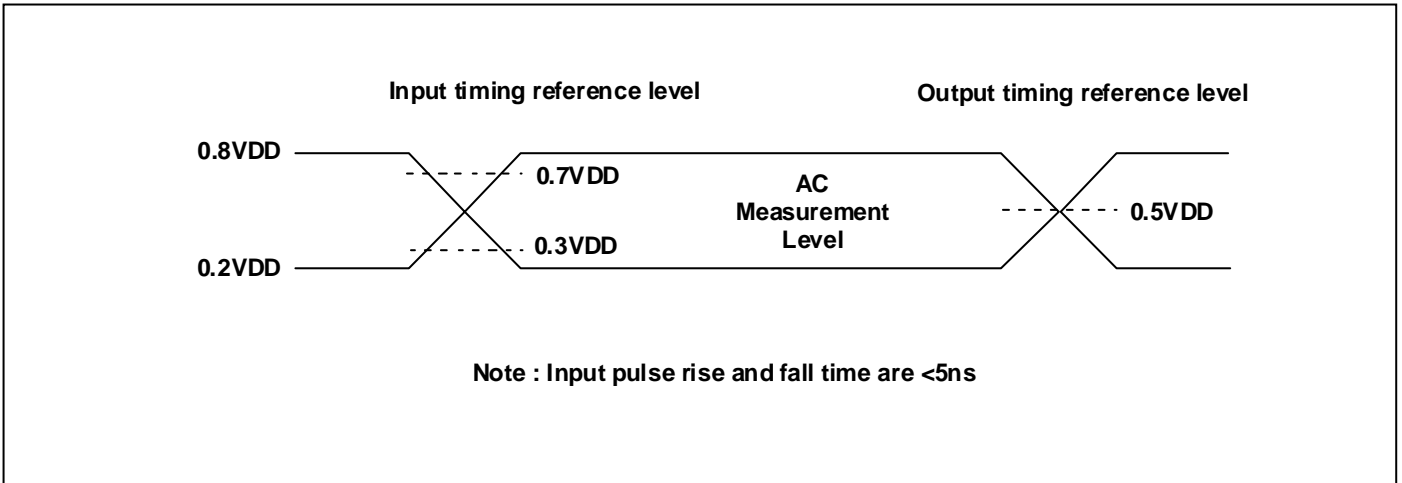 Input timing reference level
Output timing reference level
0.8VDD
0.7VDD
AC
Measurement
Level
0.5VDD
0.3VDD
0.2VDD
Note : Input pulse rise and fall time are <5ns